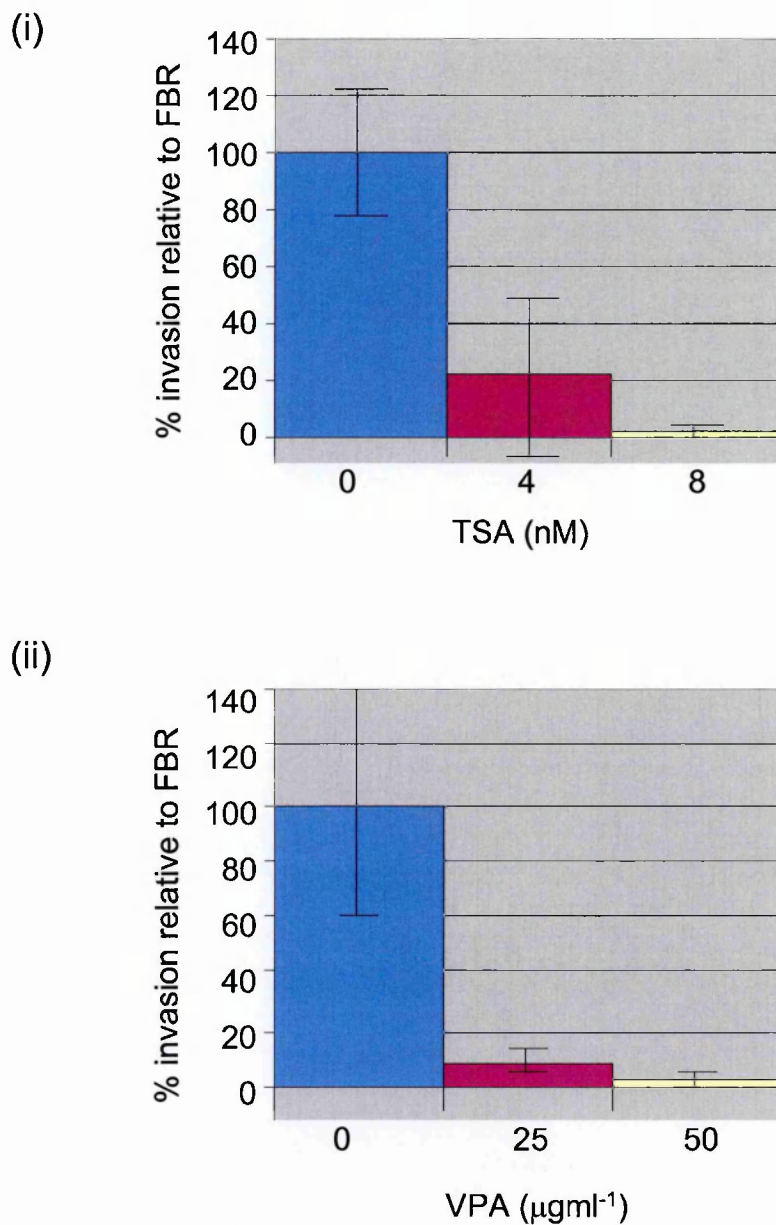 (i)
% invasion relative to FBR
140
120
100
80
60
40
20
0
0 4 8
TSA (nM)
(ii)
% invasion relative to FBR
140
120
100
80
60
40
20
0
0 25 50
VPA (µgml⁻¹)